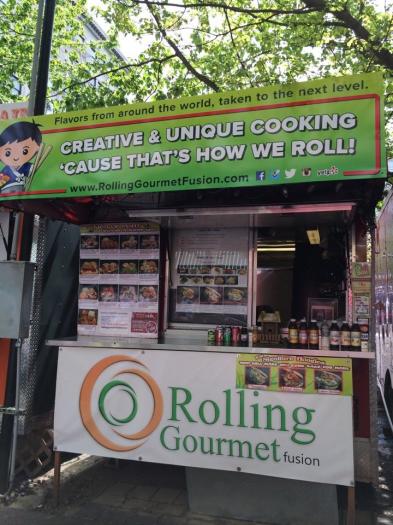 Flavors from around the world, taken to the next level.
CREATIVE & UNIQUE COOKING
'CAUSE THAT'S HOW WE ROLL!
www.RollingGourmetFusion.com
yelp
Rolling
Gourmet fusion